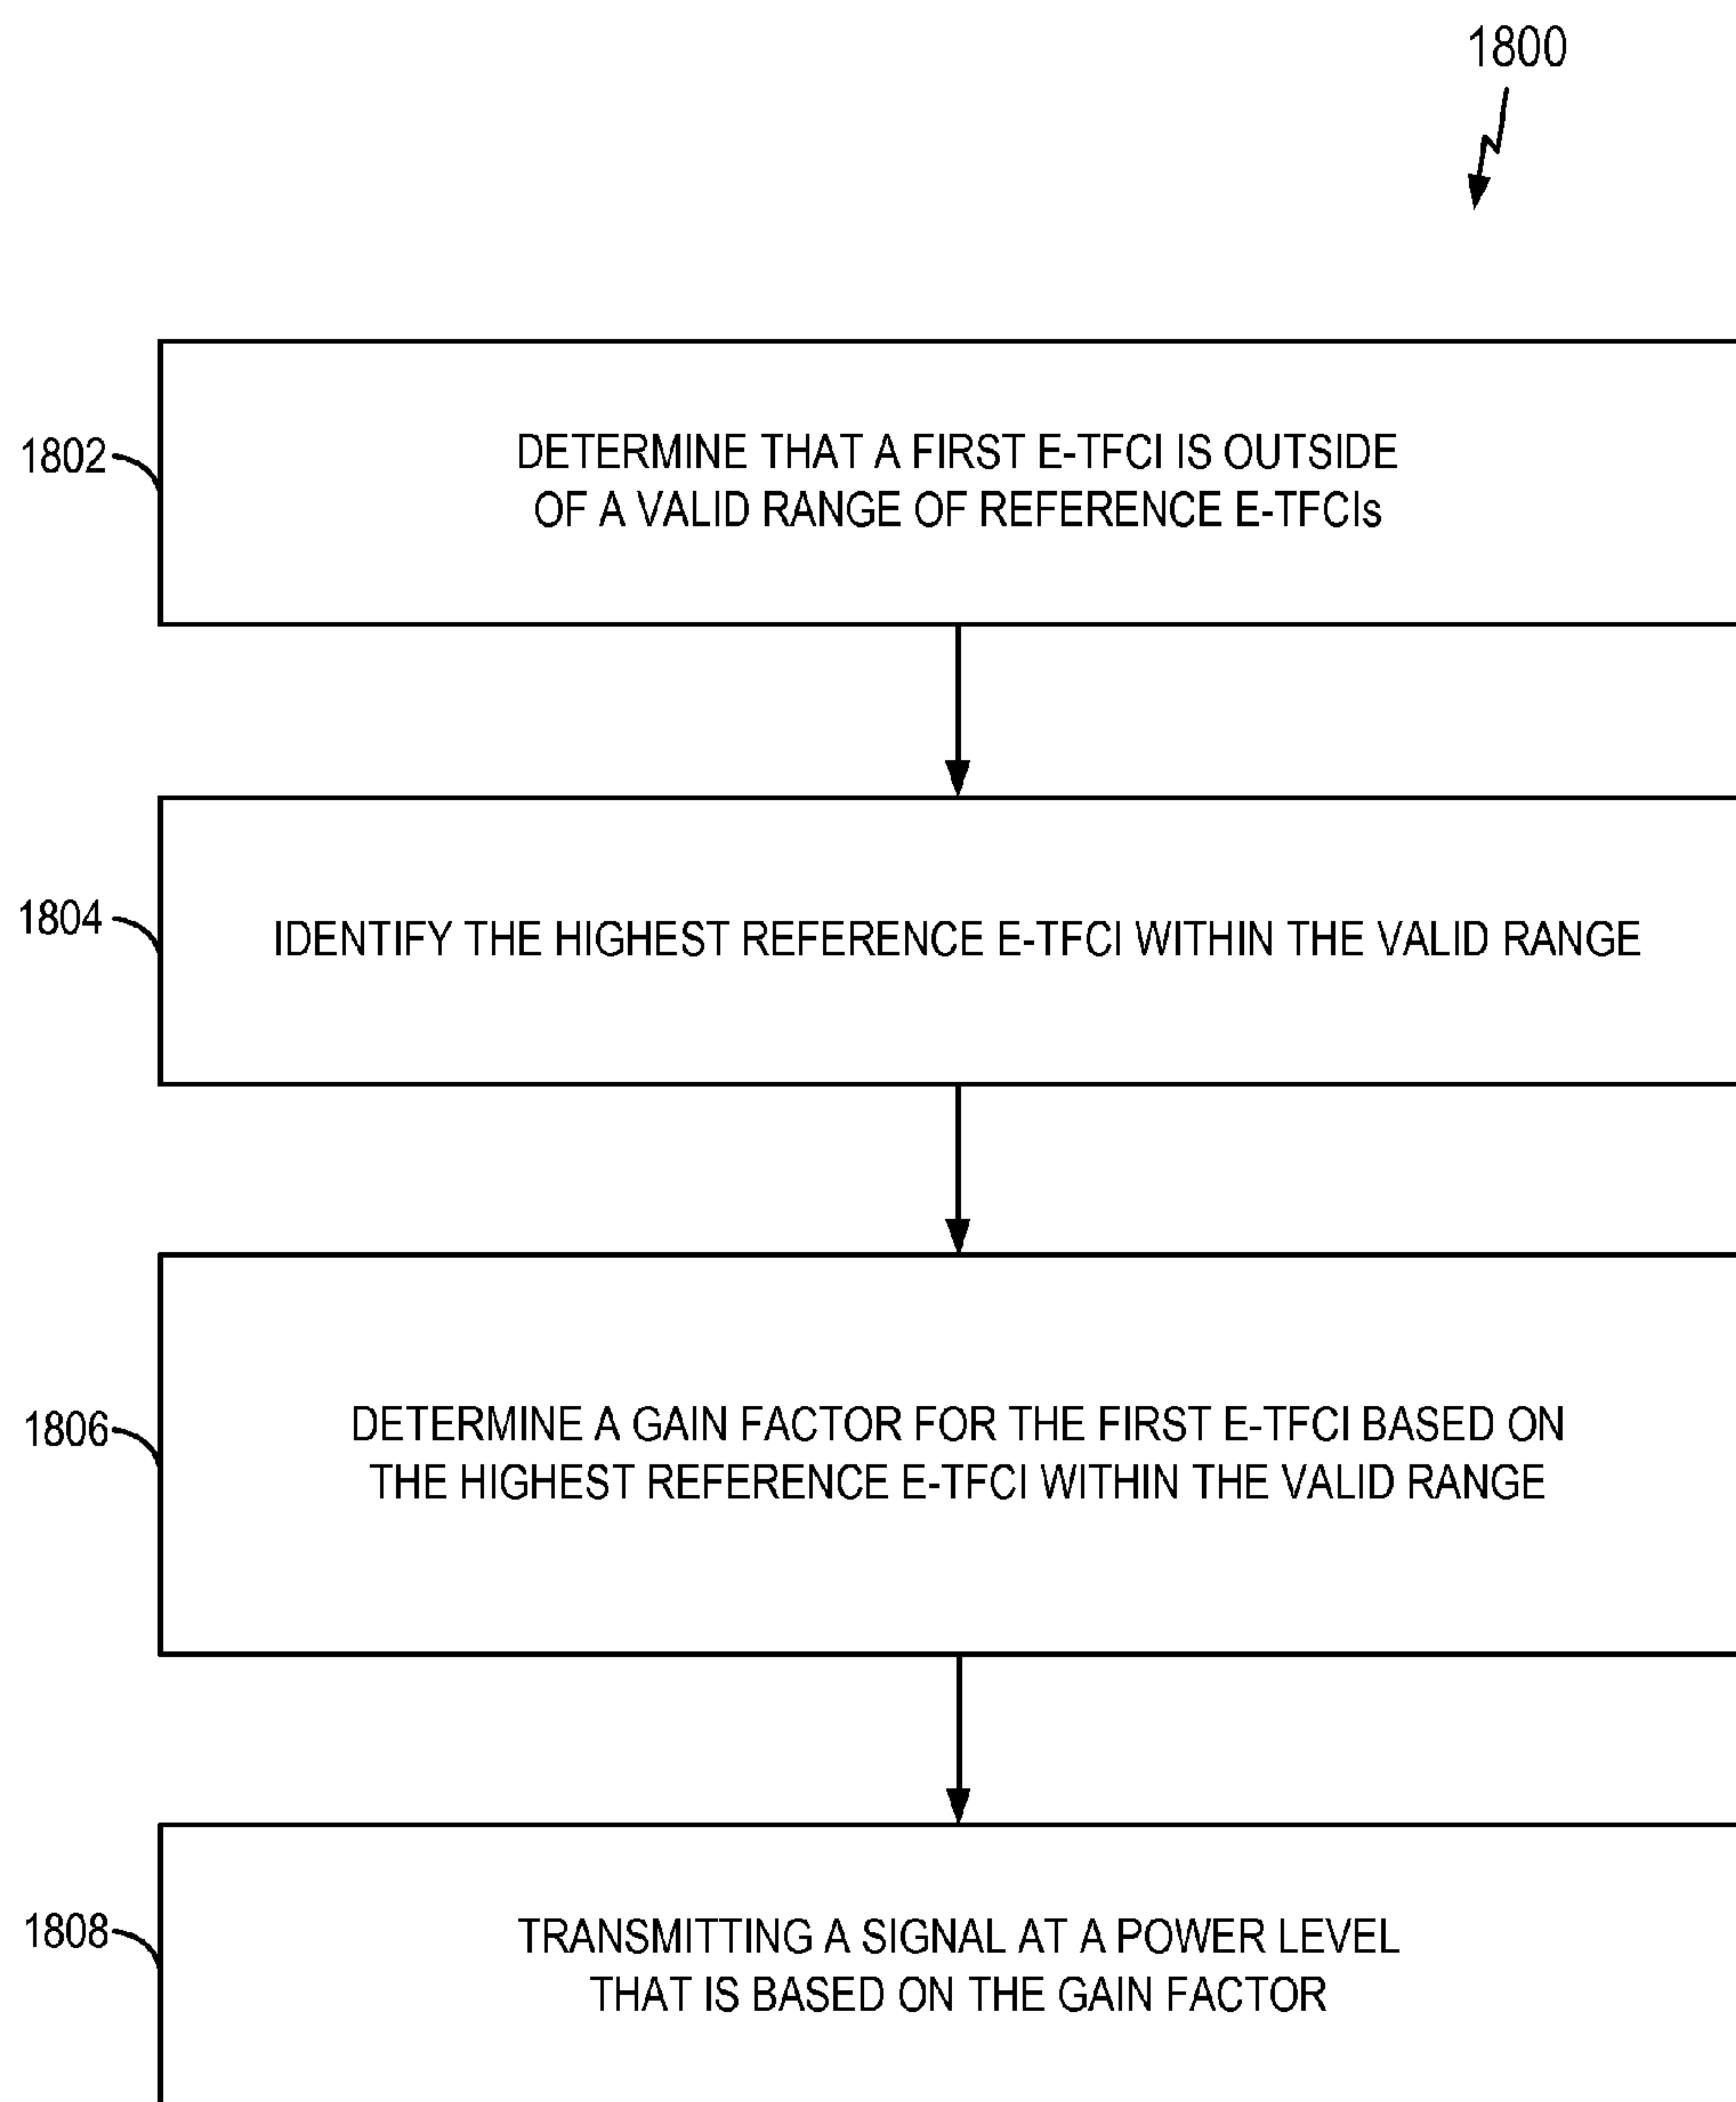 1800
1802
DETERMINE THAT A FIRST E-TFCI IS OUTSIDE
OF A VALID RANGE OF REFERENCE E-TFCIs
1804
IDENTIFY THE HIGHEST REFERENCE E-TFCI WITHIN THE VALID RANGE
1806
DETERMINE A GAIN FACTOR FOR THE FIRST E-TFCI BASED ON
THE HIGHEST REFERENCE E-TFCI WITHIN THE VALID RANGE
1808
TRANSMITTING A SIGNAL AT A POWER LEVEL
THAT IS BASED ON THE GAIN FACTOR